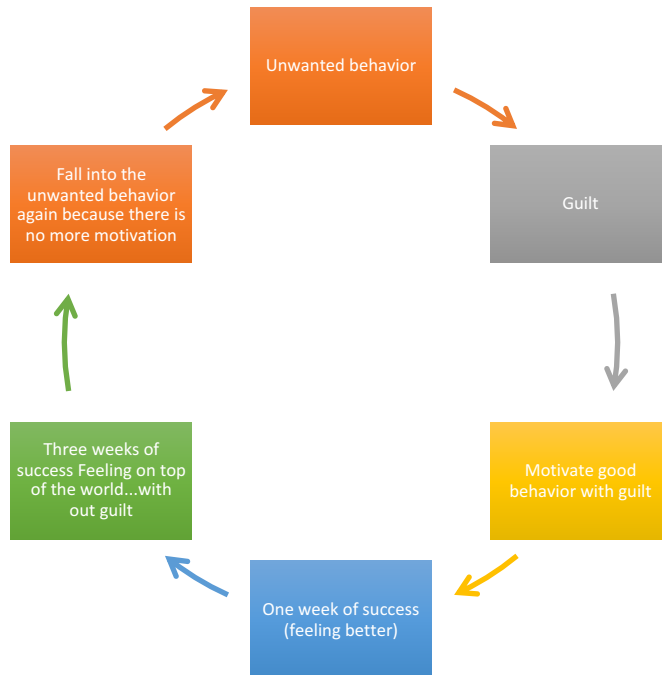 Unwanted behavior
Guilt
Motivate good
behavior with guilt
One week of success
(feeling better)
Three weeks of
success Feeling on top
of the world...with
out guilt
Fall into the
unwanted behavior
again because there is
no more motivation